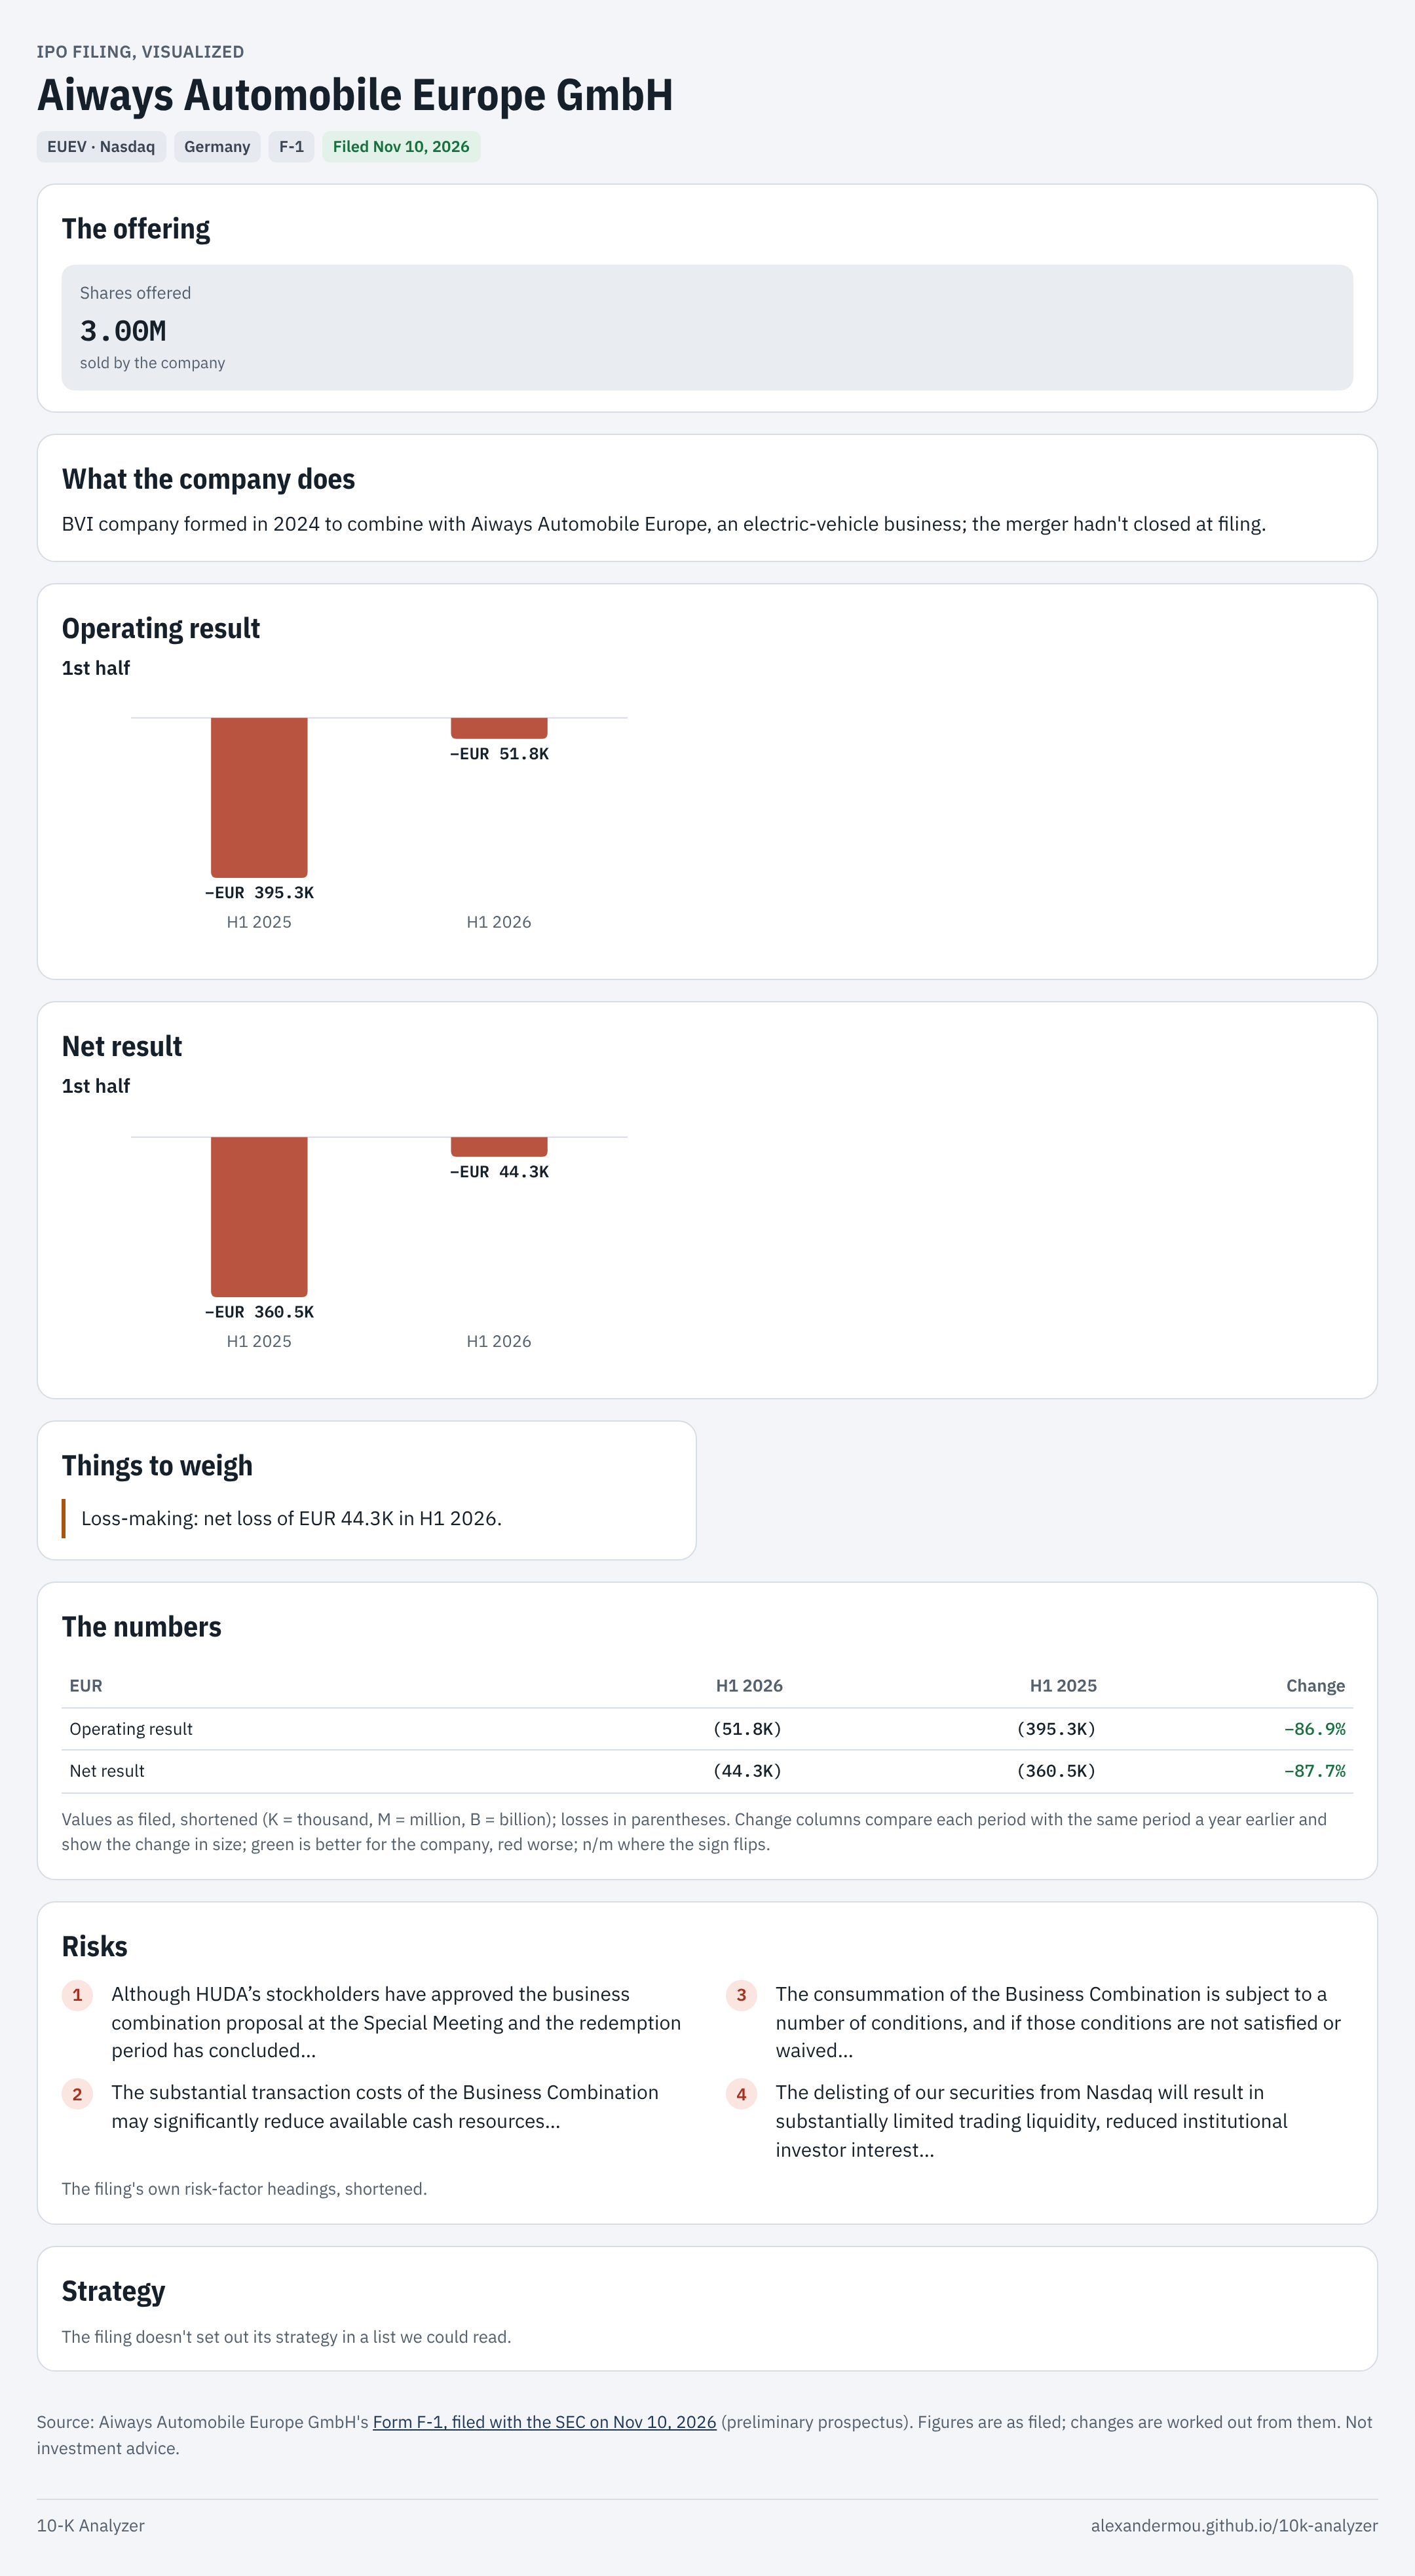 IPO FILING, VISUALIZED
Aiways Automobile Europe GmbH
EUEV · Nasdaq
Germany
F-1
Filed Nov 10, 2026
The offering
Shares offered
3.00M
sold by the company
What the company does
BVI company formed in 2024 to combine with Aiways Automobile Europe, an electric-vehicle business; the merger hadn't closed at filing.
Operating result
1st half
−EUR 51.8K
−EUR 395.3K
H1 2025
H1 2026
Net result
1st half
−EUR 44.3K
−EUR 360.5K
H1 2025
H1 2026
Things to weigh
Loss-making: net loss of EUR 44.3K in H1 2026.
The numbers
EUR H1 2026 H1 2025 Change
Operating result (51.8K) (395.3K) −86.9%
Net result (44.3K) (360.5K) −87.7%
Values as filed, shortened (K = thousand, M = million, B = billion); losses in parentheses. Change columns compare each period with the same period a year earlier and
show the change in size; green is better for the company, red worse; n/m where the sign flips.
Risks
1 Although HUDA’s stockholders have approved the business
combination proposal at the Special Meeting and the redemption
period has concluded…
2 The substantial transaction costs of the Business Combination
may significantly reduce available cash resources…
3 The consummation of the Business Combination is subject to a
number of conditions, and if those conditions are not satisfied or
waived…
4 The delisting of our securities from Nasdaq will result in
substantially limited trading liquidity, reduced institutional
investor interest…
The filing's own risk-factor headings, shortened.
Strategy
The filing doesn't set out its strategy in a list we could read.
Source: Aiways Automobile Europe GmbH's Form F-1, filed with the SEC on Nov 10, 2026 (preliminary prospectus). Figures are as filed; changes are worked out from them. Not
investment advice.
10-K Analyzer
alexandermou.github.io/10k-analyzer